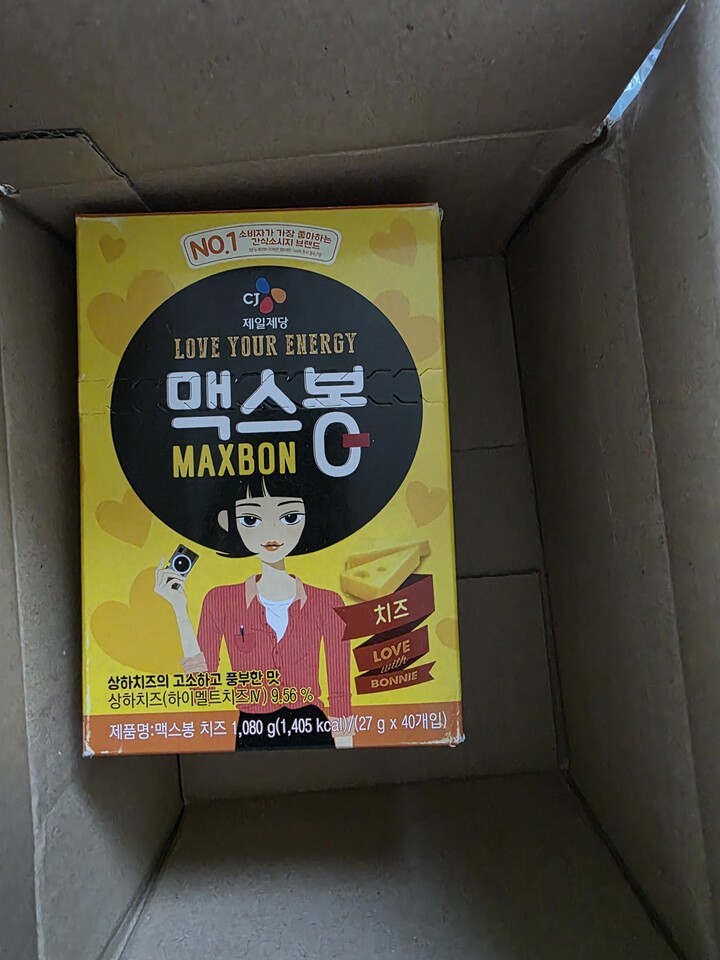 NO.1 소비자가 가장 좋아하는
간식소시지 브랜드
CJ
제일제당
LOVE YOUR ENERGY
맥스봉
MAXBON
치즈
LOVE
with
BONNIE
상하치즈의 고소하고 풍부한 맛
상하치즈(하이멜트치즈Ⅳ) 9.56 %
제품명:맥스봉 치즈 1,080 g(1,405 kcal)/(27 g x 40개입)